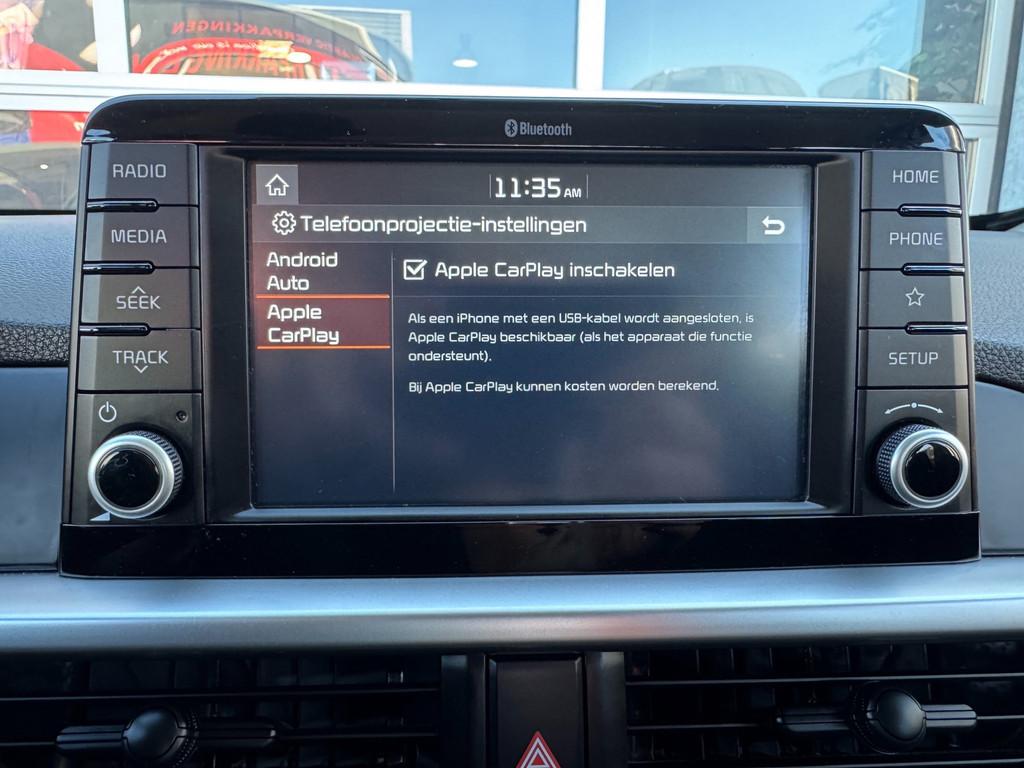 Bluetooth
RADIO
MEDIA
SEEK
TRACK
11:35 AM
Telefoonprojectie-instellingen
Android
Auto
Apple
CarPlay
Apple CarPlay inschakelen
Als een iPhone met een USB-kabel wordt aangesloten, is
Apple CarPlay beschikbaar (als het apparaat die functie
ondersteunt).
Bij Apple CarPlay kunnen kosten worden berekend.
HOME
PHONE
SETUP